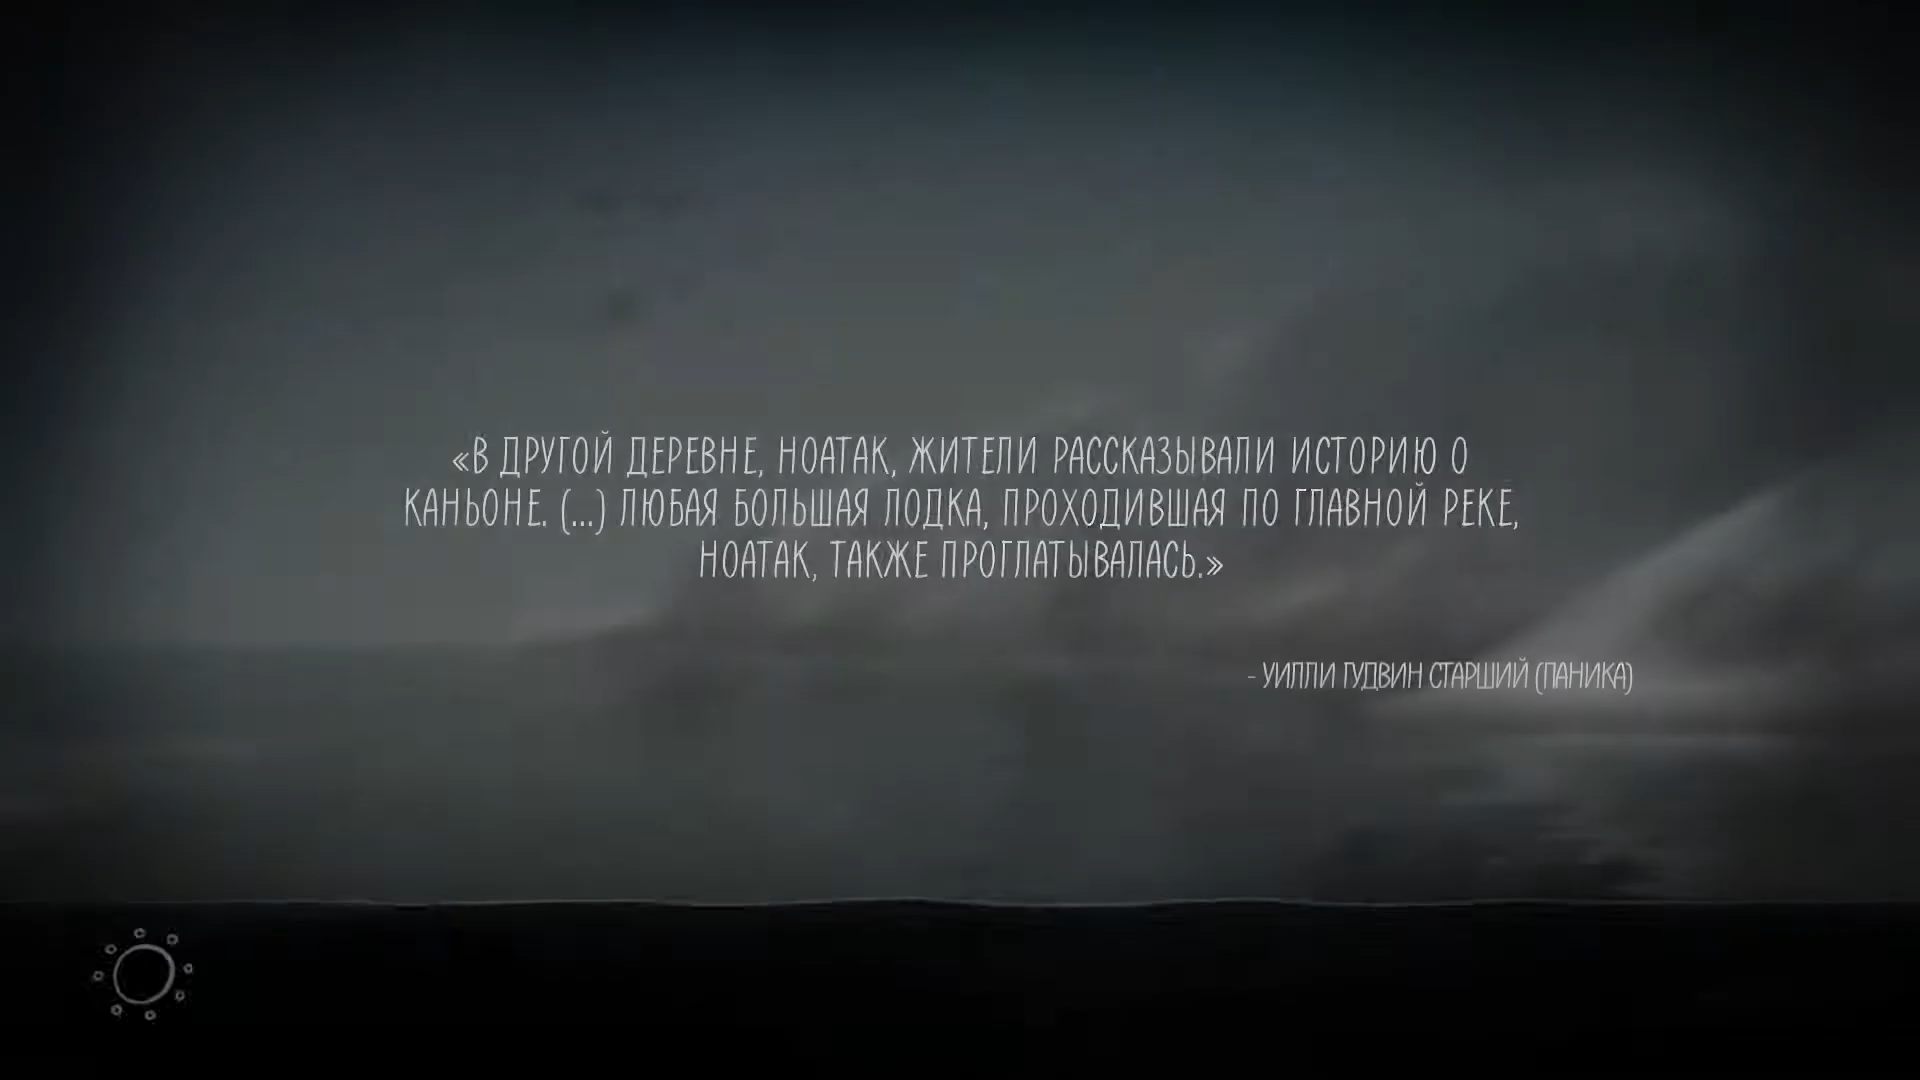 «В ДРУГОЙ ДЕРЕВНЕ, НОАТАК, ЖИТЕЛИ РАССКАЗЫВАЛИ ИСТОРИЮ О
КАНЬОНЕ. (...) ЛЮБАЯ БОЛЬШАЯ ЛОДКА, ПРОХОДИВШАЯ ПО ГЛАВНОЙ РЕКЕ,
НОАТАК, ТАКЖЕ ПРОГЛАТЫВАЛАСЬ.»
- УИЛЛИ ГУДВИН СТАРШИЙ (ПАНИКА)